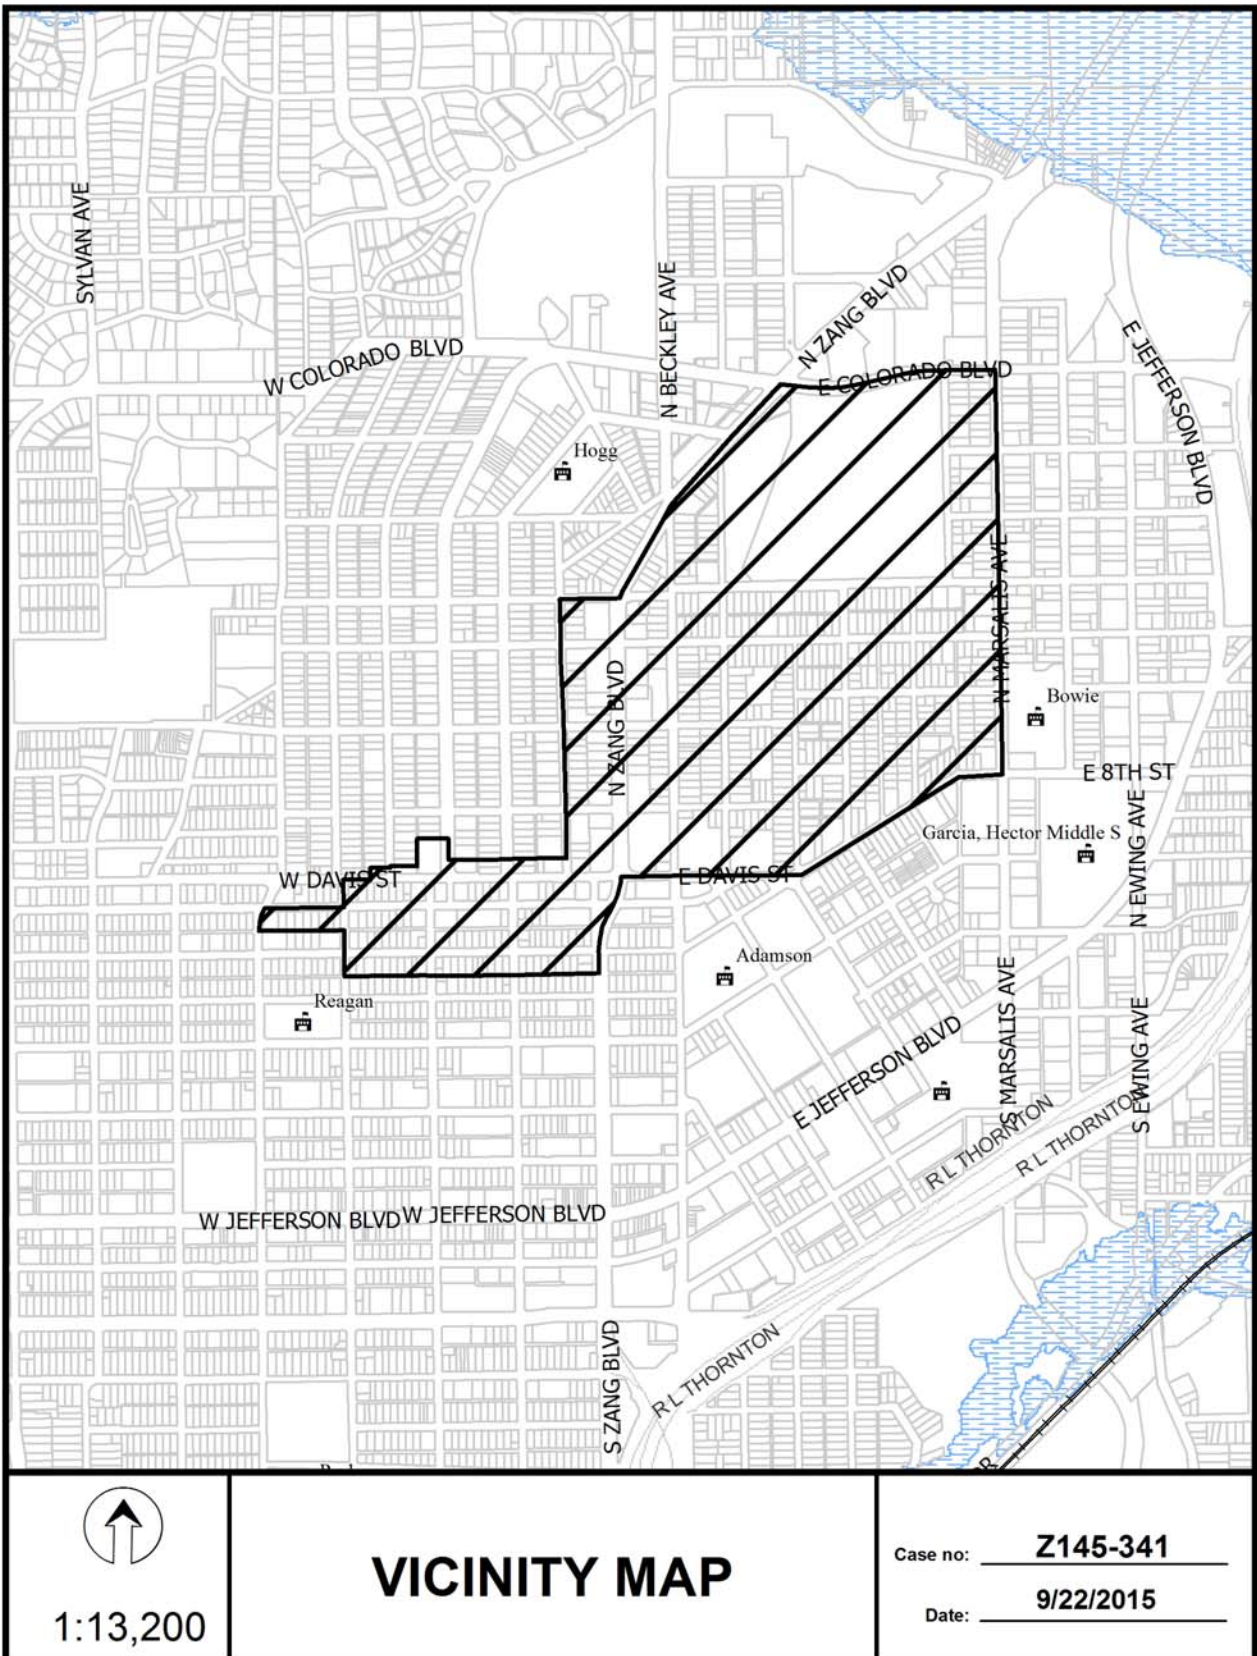 SYLVAN AVE
N BECKLEY AVE
N ZANG BLVD
E JEFFERSON BLVD
W COLORADO BLVD
E COLORADO BLVD
Hogg
N MARSALIS AVE
N ZANG BLVD
Bowie
E 8TH ST
N EWING AVE
Garcia, Hector Middle S
W DAVIS ST
E DAVIS ST
Adamson
Reagan
S MARSALIS AVE
S EWING AVE
E JEFFERSON BLVD
R L THORNTON
R L THORNTON
W JEFFERSON BLVD
W JEFFERSON BLVD
S ZANG BLVD
R L THORNTON
1:13,200
VICINITY MAP
Case no: Z145-341
Date: 9/22/2015